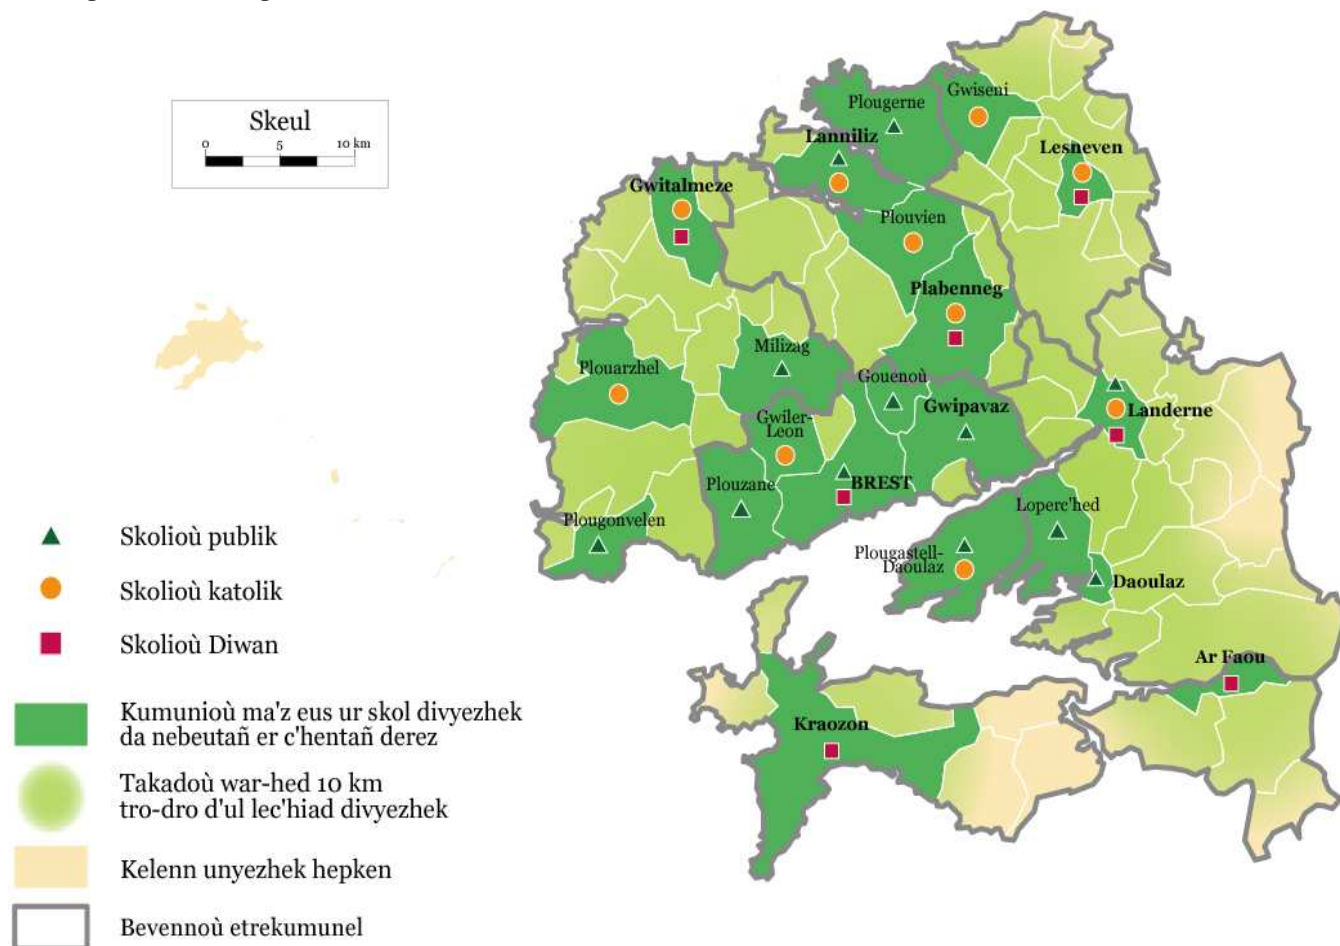 Skeul
0 5 10 km
Gwiseni
Plougerne
Lanniliz
Lesneven
Gwitalmeze
Plouvien
Plabenneg
Milizag
Plouarzhel
Gouenoù
Gwiler-
Leon
Gwipavaz
Landerne
BREST
Plouzane
Loperc'hed
Plougonvelen
Plougastell-
Daoulaz
Daoulaz
Ar Faou
Kraozon
Skolioù publik
Skolioù katolik
Skolioù Diwan
Kumunioù ma'z eus ur skol divyezhek
da nebeutañ er c'hentañ derez
Takadoù war-hed 10 km
tro-dro d'ul lec'hiad divyezhek
Kelenn unyezhek hepken
Bevennoù etrekumunel